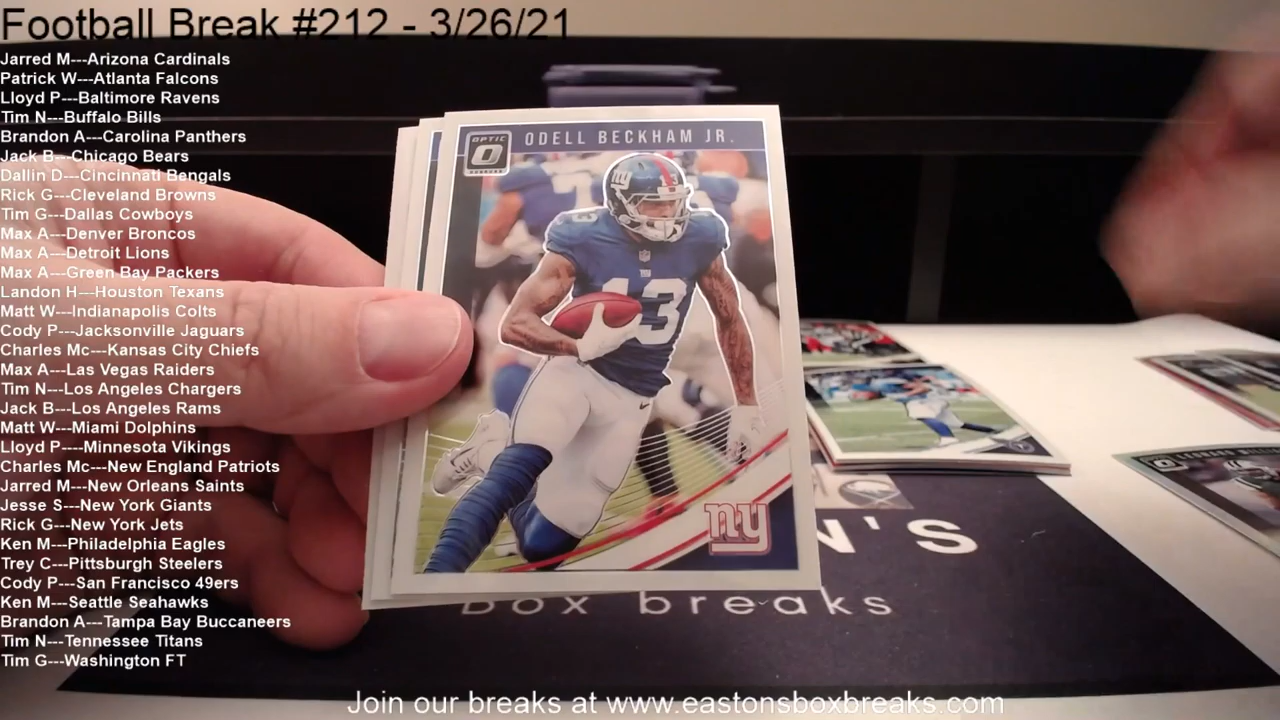 Football Break #212 - 3/26/21
Jarred M---Arizona Cardinals
Patrick W---Atlanta Falcons
Lloyd P---Baltimore Ravens
Tim N---Buffalo Bills
Brandon A---Carolina Panthers
Jack B---Chicago Bears
Dallin D---Cincinnati Bengals
Rick G---Cleveland Browns
Tim G---Dallas Cowboys
Max A---Denver Broncos
Max A---Detroit Lions
Max A---Green Bay Packers
Landon H---Houston Texans
Matt W---Indianapolis Colts
Cody P---Jacksonville Jaguars
Charles Mc---Kansas City Chiefs
Max A---Las Vegas Raiders
Tim N---Los Angeles Chargers
Jack B---Los Angeles Rams
Matt W---Miami Dolphins
Lloyd P----Minnesota Vikings
Charles Mc---New England Patriots
Jarred M---New Orleans Saints
Jesse S---New York Giants
Rick G---New York Jets
Ken M---Philadelphia Eagles
Trey C---Pittsburgh Steelers
Cody P---San Francisco 49ers
Ken M---Seattle Seahawks
Brandon A---Tampa Bay Buccaneers
Tim N---Tennessee Titans
Tim G---Washington FT
OPTIC
ODELL BECKHAM JR.
13
13
ny
N'S
box breaks
Join our breaks at www.eastonsboxbreaks.com